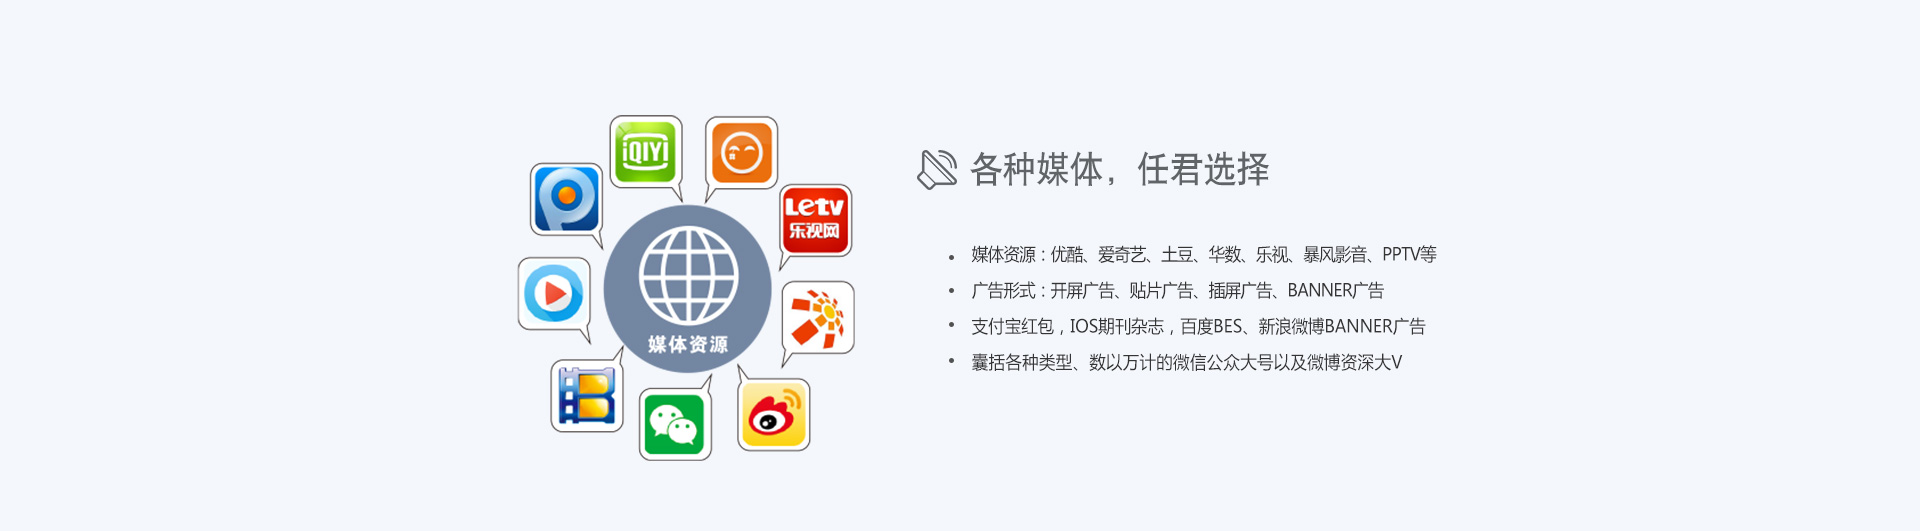 iQIYI
Letv
乐视网
媒体资源
各种媒体，任君选择
媒体资源：优酷、爱奇艺、土豆、华数、乐视、暴风影音、PPTV等
广告形式：开屏广告、贴片广告、插屏广告、BANNER广告
支付宝红包，IOS期刊杂志，百度BES、新浪微博BANNER广告
囊括各种类型、数以万计的微信公众大号以及微博资深大V